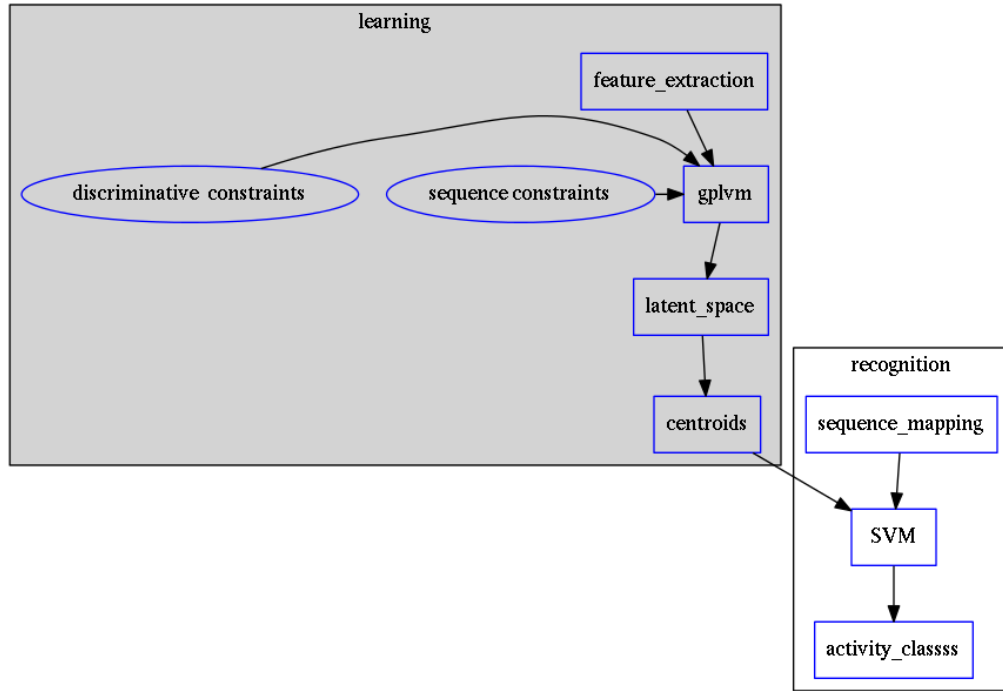 learning
feature_extraction
discriminative constraints
sequence constraints
gplvm
latent_space
centroids
recognition
sequence_mapping
SVM
activity_classss